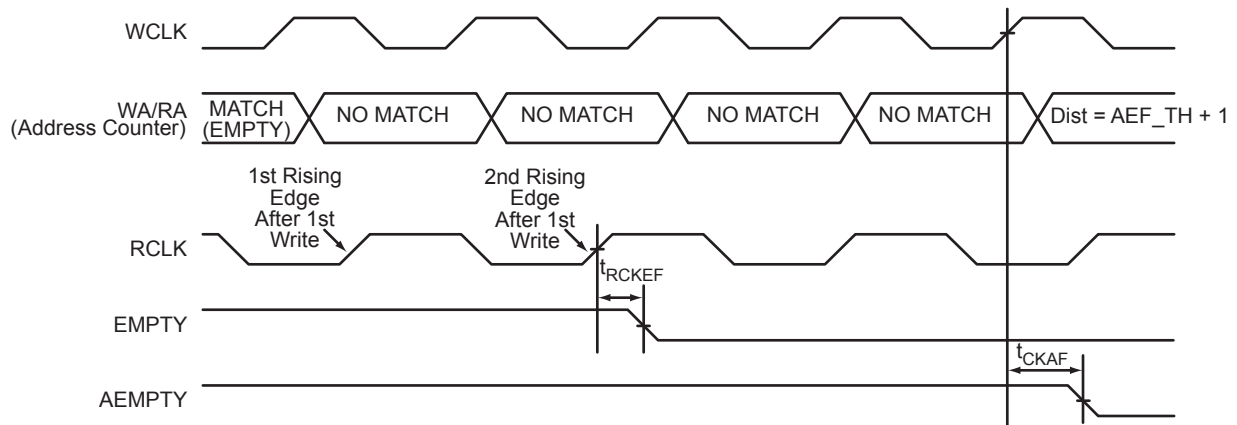 WCLK
WA/RA
(Address Counter)
MATCH
(EMPTY)
NO MATCH
NO MATCH
NO MATCH
NO MATCH
Dist = AEF_TH + 1
1st Rising
Edge
After 1st
Write
2nd Rising
Edge
After 1st
Write
RCLK
tRCKEF
EMPTY
tCKAF
AEMPTY